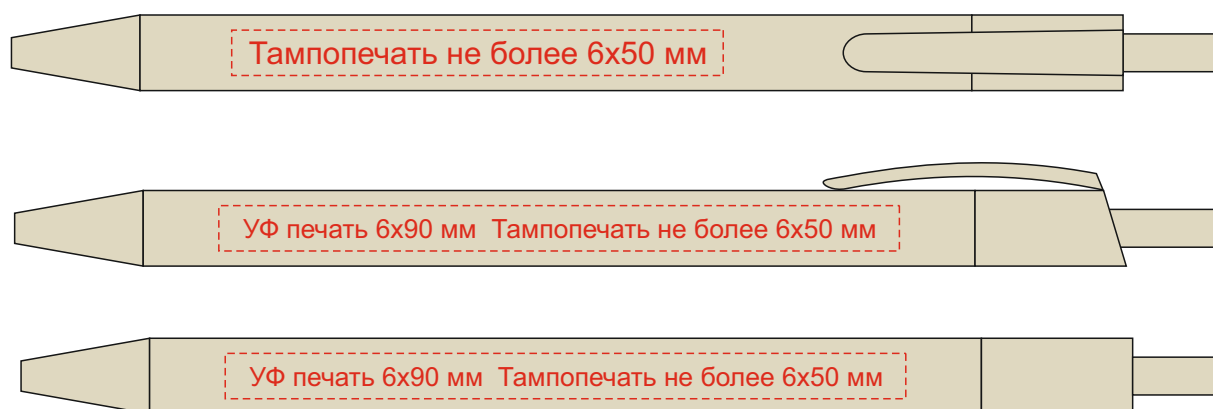 Тампопечать не более 6х50 мм
УФ печать 6х90 мм Тампопечать не более 6х50 мм
УФ печать 6х90 мм Тампопечать не более 6х50 мм